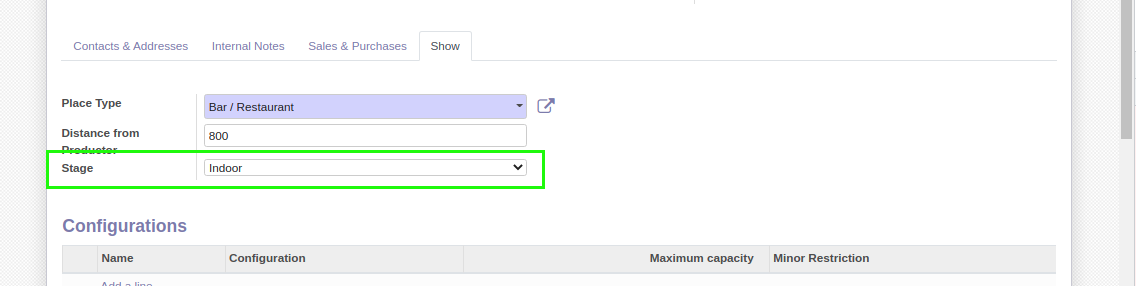 Contacts & Addresses Internal Notes Sales & Purchases Show
Place Type Bar / Restaurant
Distance from Productor 800
Stage Indoor
Configurations
Name Configuration Maximum capacity Minor Restriction
Add a line